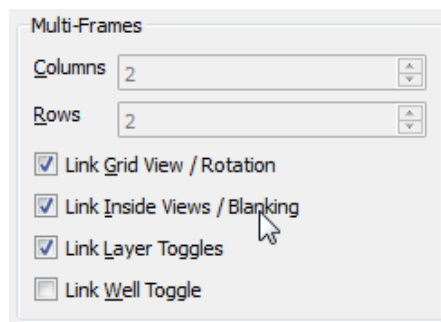 Multi-Frames
Columns 2
Rows 2
Link Grid View / Rotation
Link Inside Views / Blanking
Link Layer Toggles
Link Well Toggle